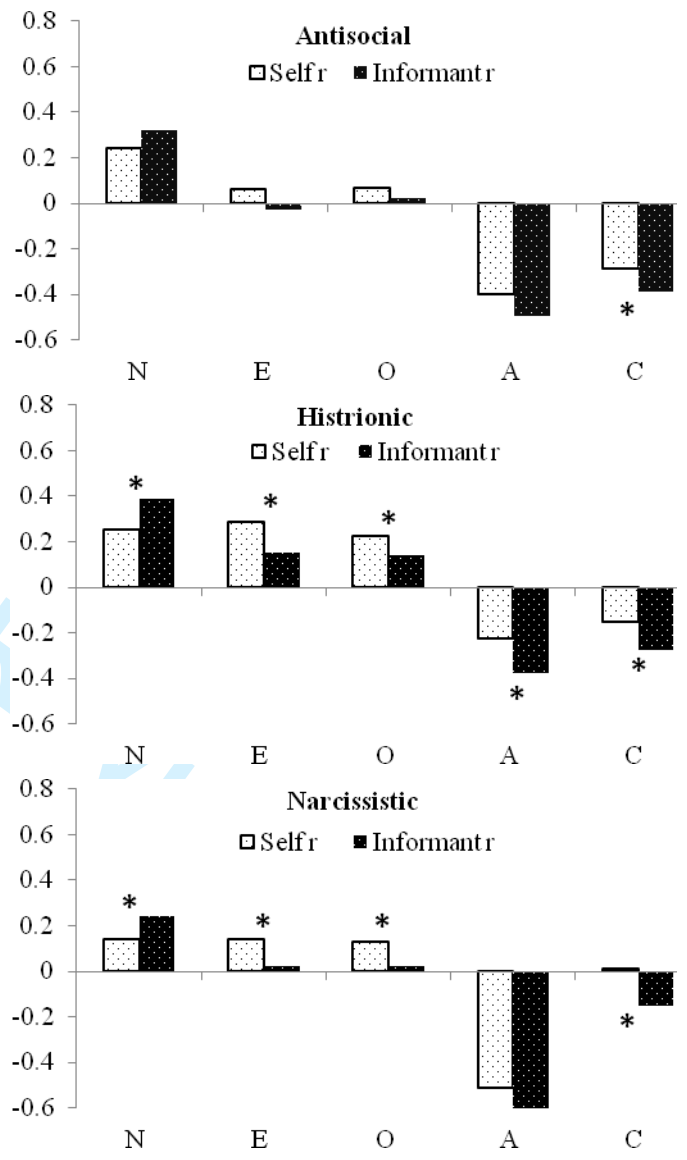 0.8
Antisocial
0.6
Self r Informant r
0.4
0.2
0
-0.2
-0.4
*
-0.6
N E O A C
0.8
Histrionic
0.6
Self r Informant r
* * *
0.4
0.2
0
-0.2
-0.4
* *
-0.6
N E O A C
0.8
Narcissistic
0.6
Self r Informant r
0.4
* * *
0.2
0
-0.2
*
-0.4
-0.6
N E O A C